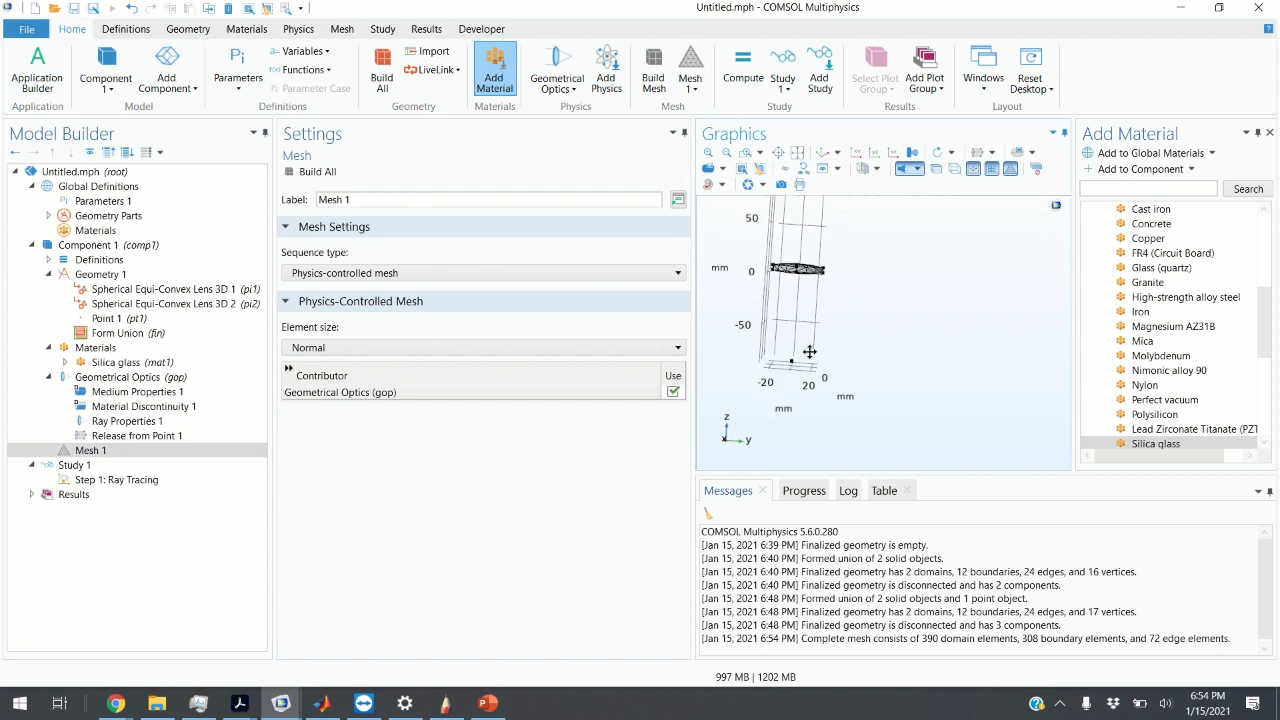 Untitled.mph - COMSOL Multiphysics
File Home Definitions Geometry Materials Physics Mesh Study Results Developer
Application Builder
Component 1
Add Component
Parameters
a= Variables
f(x) Functions
Parameter Case
Build All
Import
LiveLink
Add Material
Geometrical Optics
Add Physics
Build Mesh
Mesh 1
Compute
Study 1
Add Study
Select Plot Group
Add Plot Group
Windows
Reset Desktop
Application Model Definitions Geometry Materials Physics Mesh Study Results Layout
Model Builder
Untitled.mph (root)
Global Definitions
Parameters 1
Geometry Parts
Materials
Component 1 (comp1)
Definitions
Geometry 1
Spherical Equi-Convex Lens 3D 1 (pi1)
Spherical Equi-Convex Lens 3D 2 (pi2)
Point 1 (pt1)
Form Union (fin)
Materials
Silica glass (mat1)
Geometrical Optics (gop)
Medium Properties 1
Material Discontinuity 1
Ray Properties 1
Release from Point 1
Mesh 1
Study 1
Step 1: Ray Tracing
Results
Settings
Mesh
Build All
Label: Mesh 1
Mesh Settings
Sequence type:
Physics-controlled mesh
Physics-Controlled Mesh
Element size:
Normal
Contributor Use
Geometrical Optics (gop)
Graphics
50
mm 0
-50
-20 20 0
mm mm
z
x y
Add Material
Add to Global Materials
Add to Component
Search
Cast iron
Concrete
Copper
FR4 (Circuit Board)
Glass (quartz)
Granite
High-strength alloy steel
Iron
Magnesium AZ31B
Mica
Molybdenum
Nimonic alloy 90
Nylon
Perfect vacuum
Polysilicon
Lead Zirconate Titanate (PZT
Silica glass
Messages Progress Log Table
COMSOL Multiphysics 5.6.0.280
[Jan 15, 2021 6:39 PM] Finalized geometry is empty.
[Jan 15, 2021 6:40 PM] Formed union of 2 solid objects.
[Jan 15, 2021 6:40 PM] Finalized geometry has 2 domains, 12 boundaries, 24 edges, and 16 vertices.
[Jan 15, 2021 6:40 PM] Finalized geometry is disconnected and has 2 components.
[Jan 15, 2021 6:48 PM] Formed union of 2 solid objects and 1 point object.
[Jan 15, 2021 6:48 PM] Finalized geometry has 2 domains, 12 boundaries, 24 edges, and 17 vertices.
[Jan 15, 2021 6:48 PM] Finalized geometry is disconnected and has 3 components.
[Jan 15, 2021 6:54 PM] Complete mesh consists of 390 domain elements, 308 boundary elements, and 72 edge elements.
997 MB | 1202 MB
6:54 PM
1/15/2021